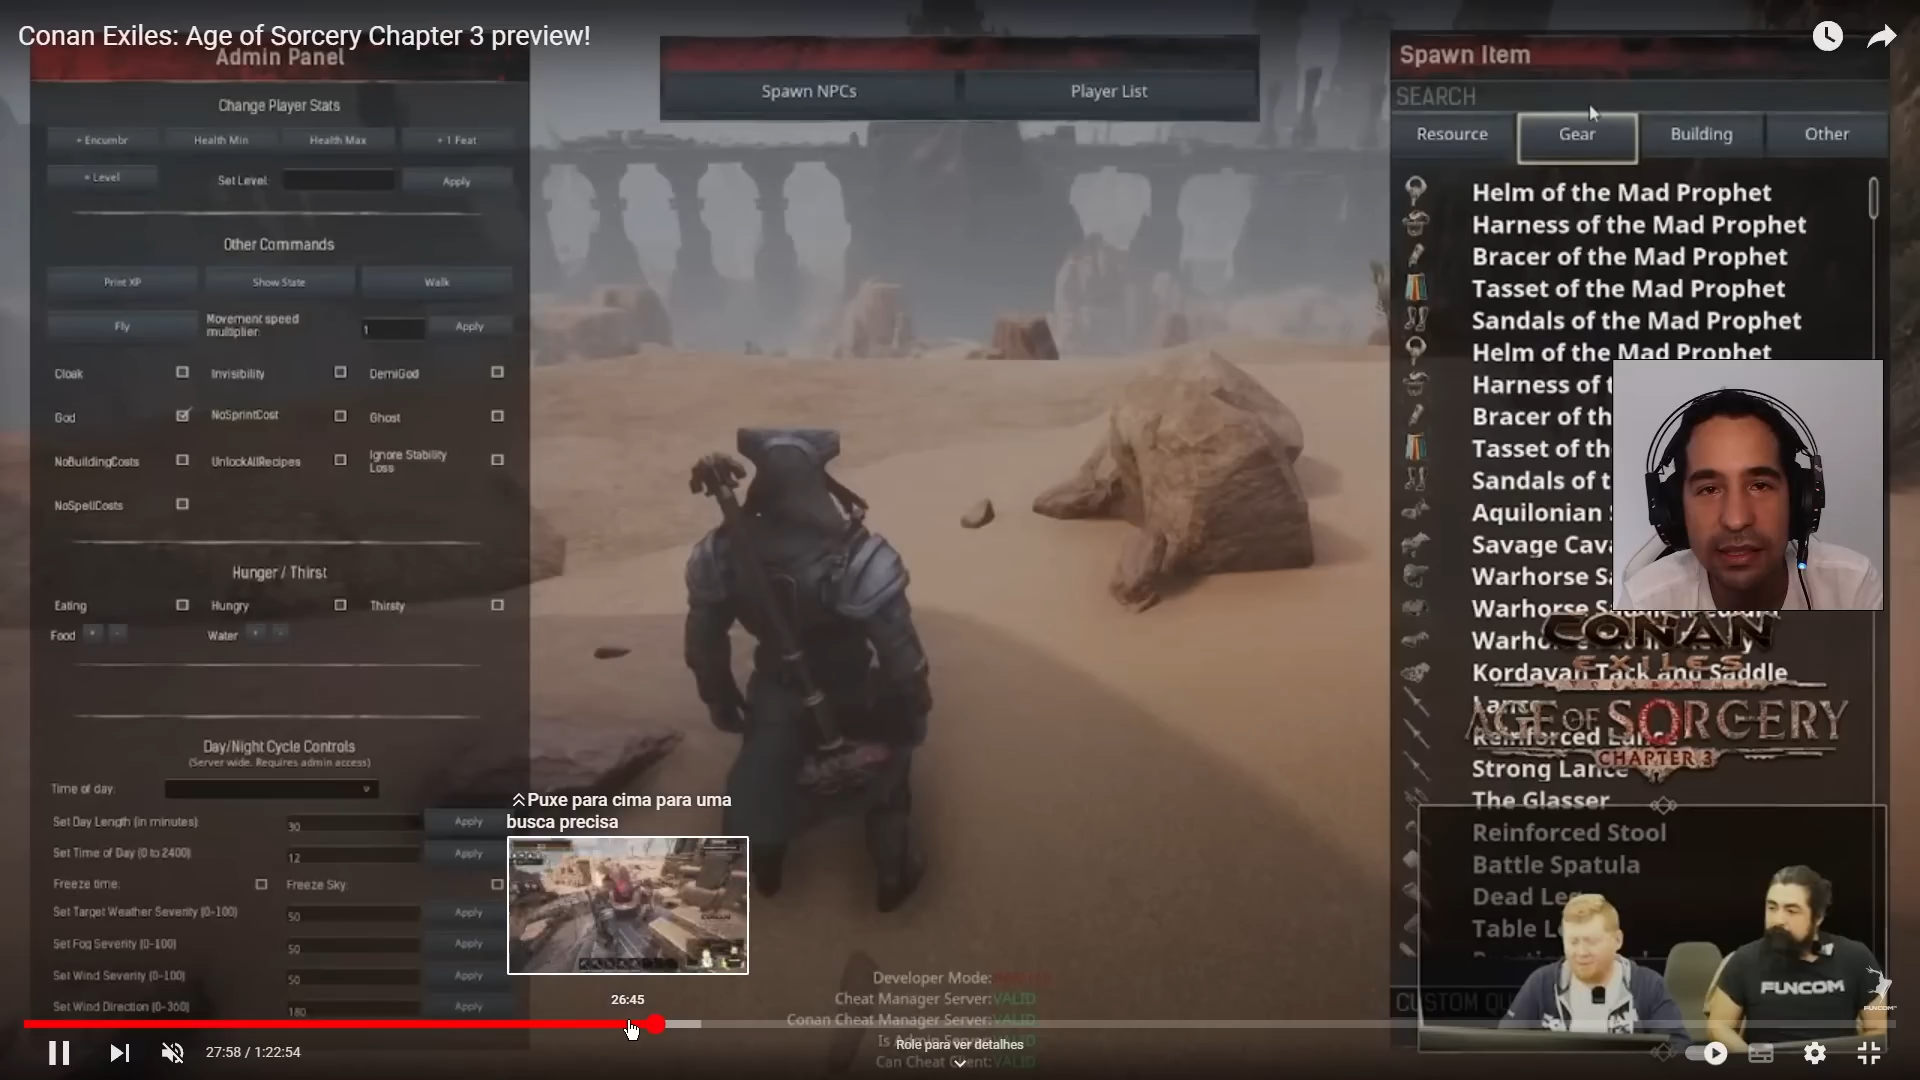 Conan Exiles: Age of Sorcery Chapter 3 preview!
Admin Panel
Change Player Stats
+ Encumbr
Health Min
Health Max
+ 1 Feat
+ Level
Set Level:
Apply
Other Commands
Print XP
Show State
Walk
Fly
Movement speed
multiplier:
1
Apply
Cloak
Invisibility
DemiGod
God
NoSprintCost
Ghost
NoBuildingCosts
UnlockAllRecipes
Ignore Stability
Loss
NoSpellCosts
Hunger / Thirst
Eating
Hungry
Thirsty
Food + -
Water + -
Day/Night Cycle Controls
(Server wide. Requires admin access)
Time of day:
Set Day Length (in minutes):
30
Apply
Set Time of Day (0 to 2400)
12
Apply
Freeze time:
Freeze Sky:
Set Target Weather Severity (0-100)
50
Apply
Set Fog Severity (0-100)
50
Apply
Set Wind Severity (0-100)
50
Apply
Set Wind Direction (0-360)
180
Apply
Spawn NPCs
Player List
Spawn Item
SEARCH
Resource
Gear
Building
Other
Helm of the Mad Prophet
Harness of the Mad Prophet
Bracer of the Mad Prophet
Tasset of the Mad Prophet
Sandals of the Mad Prophet
Helm of the Mad Prophet
Harness of t
Bracer of th
Tasset of th
Sandals of t
Aquilonian
Savage Cava
Warhorse Sa
Warhorse
Warho
Kordavan Tack and Saddle
Lance
Reinforced Lance
Strong Lance
The Glasser
Reinforced Stool
Battle Spatula
Dead Leg
Table L
CUSTOM QU
CONAN
EXILES
AGE OF SORCERY
CHAPTER 3
FUNCOM
FUNCOM
Puxe para cima para uma
busca precisa
26:45
Developer Mode:
Cheat Manager Server: VALID
Conan Cheat Manager Server: VALID
Is Admin Server: VALID
Can Cheat Client: VALID
Role para ver detalhes
27:58 / 1:22:54